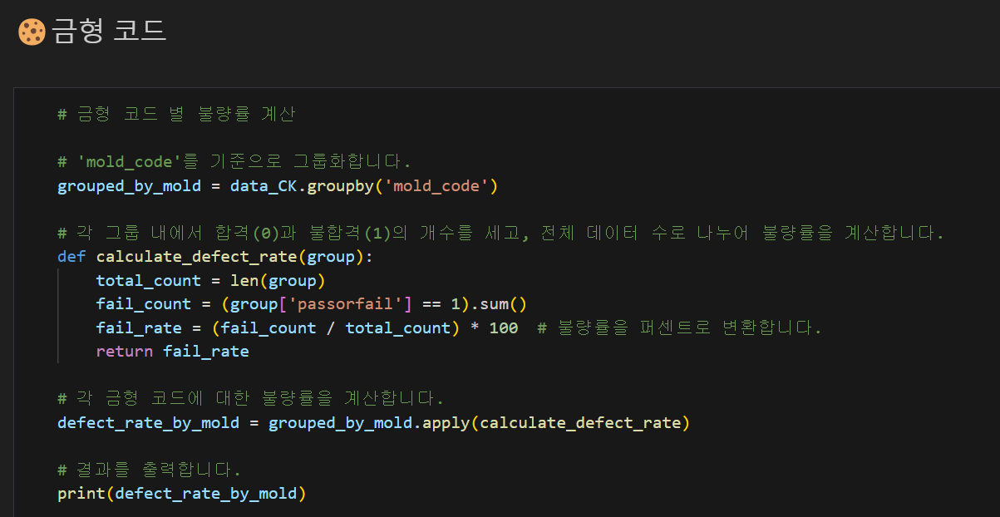 🍪금형 코드
# 금형 코드 별 불량률 계산
# 'mold_code'를 기준으로 그룹화합니다.
grouped_by_mold = data_CK.groupby('mold_code')
# 각 그룹 내에서 합격(0)과 불합격(1)의 개수를 세고, 전체 데이터 수로 나누어 불량률을 계산합니다.
def calculate_defect_rate(group):
    total_count = len(group)
    fail_count = (group['passorfail'] == 1).sum()
    fail_rate = (fail_count / total_count) * 100  # 불량률을 퍼센트로 변환합니다.
    return fail_rate
# 각 금형 코드에 대한 불량률을 계산합니다.
defect_rate_by_mold = grouped_by_mold.apply(calculate_defect_rate)
# 결과를 출력합니다.
print(defect_rate_by_mold)